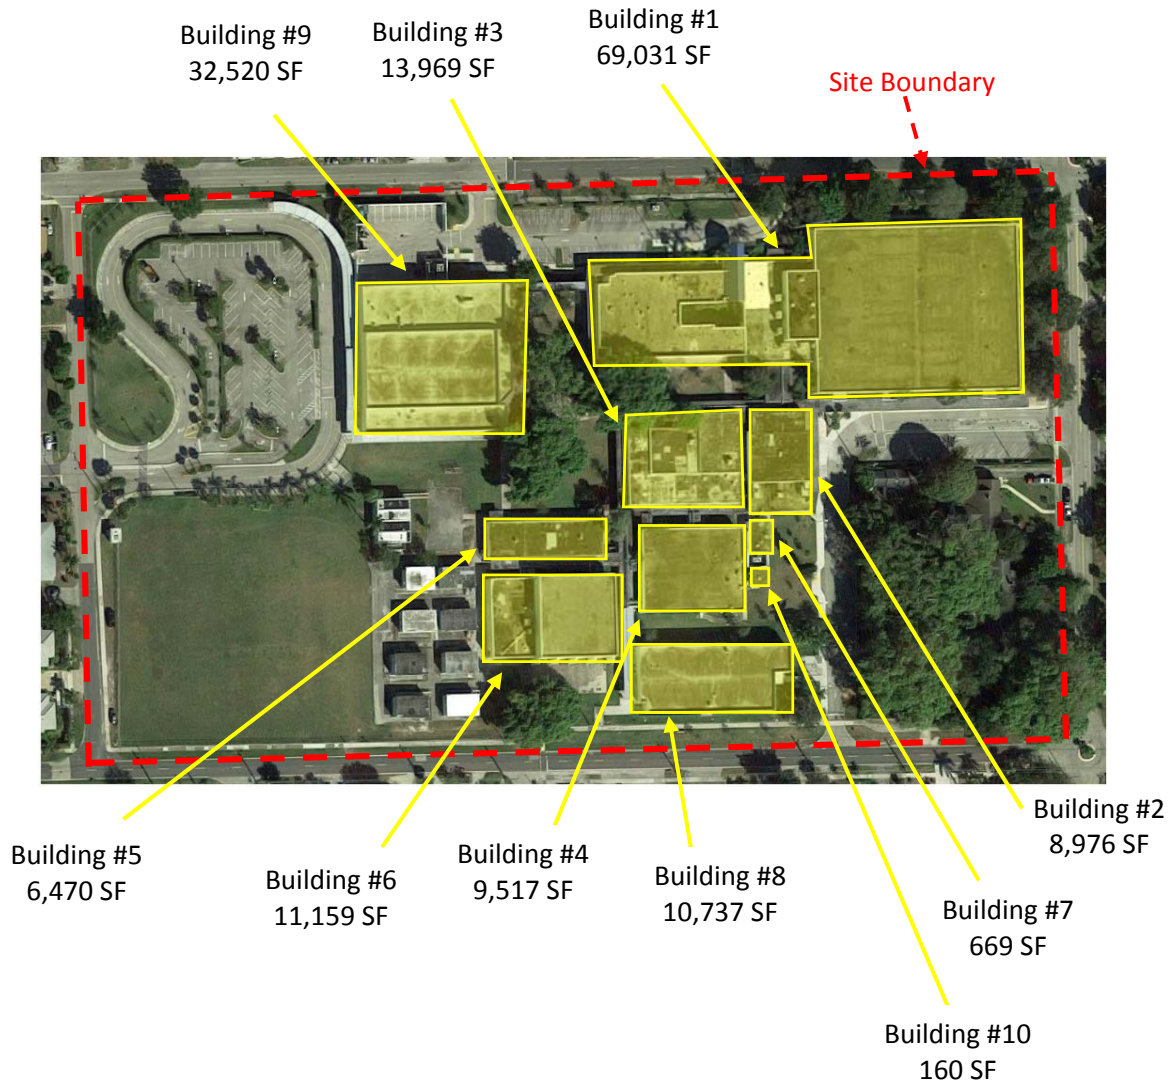 Building #9
32,520 SF
Building #3
13,969 SF
Building #1
69,031 SF
Site Boundary
Building #2
8,976 SF
Building #5
6,470 SF
Building #6
11,159 SF
Building #4
9,517 SF
Building #8
10,737 SF
Building #7
669 SF
Building #10
160 SF